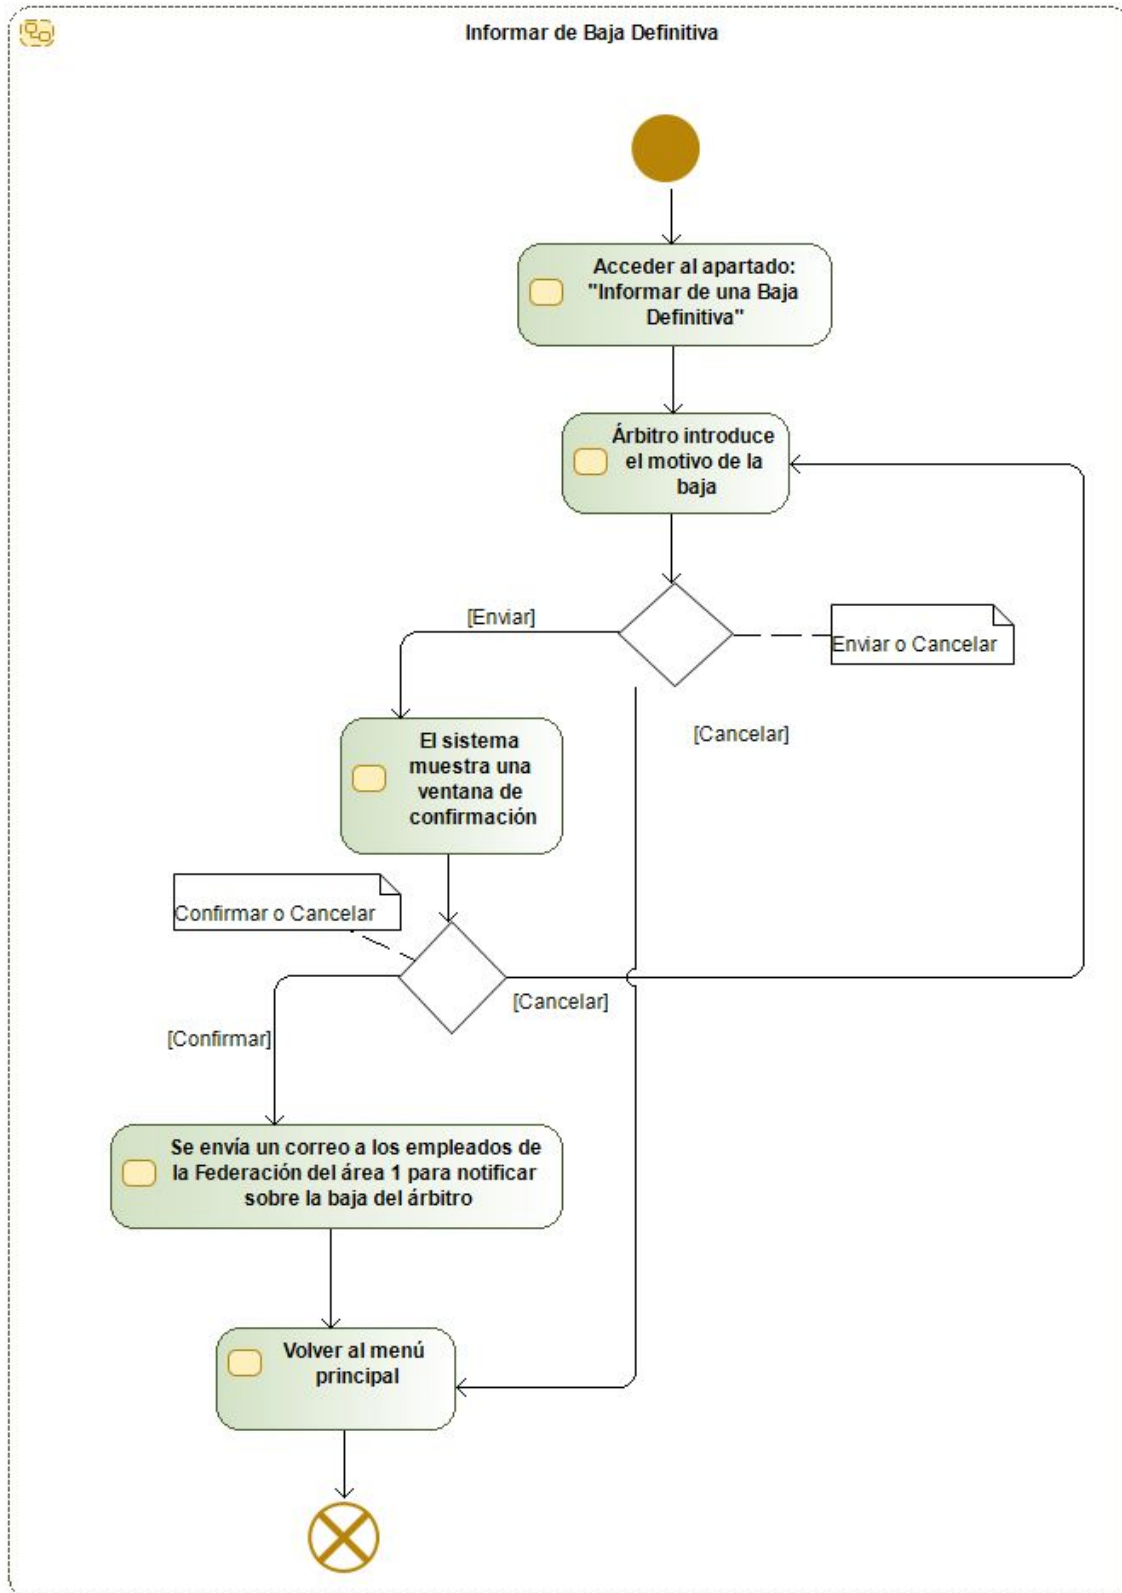 Informar de Baja Definitiva
Acceder al apartado:
"Informar de una Baja
Definitiva"
Árbitro introduce
el motivo de la
baja
[Enviar]
Enviar o Cancelar
[Cancelar]
El sistema
muestra una
ventana de
confirmación
Confirmar o Cancelar
[Cancelar]
[Confirmar]
Se envía un correo a los empleados de
la Federación del área 1 para notificar
sobre la baja del árbitro
Volver al menú
principal